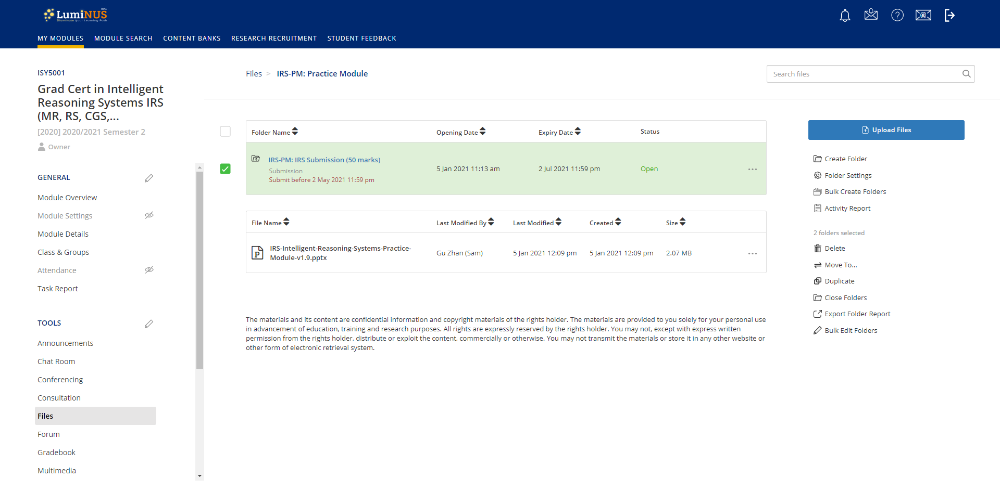 LumiNUS BETA
Illuminate your Learning Path
MY MODULES
MODULE SEARCH
CONTENT BANKS
RESEARCH RECRUITMENT
STUDENT FEEDBACK
ISY5001
Grad Cert in Intelligent
Reasoning Systems IRS
(MR, RS, CGS,...
[2020] 2020/2021 Semester 2
Owner
GENERAL
Module Overview
Module Settings
Module Details
Class & Groups
Attendance
Task Report
TOOLS
Announcements
Chat Room
Conferencing
Consultation
Files
Forum
Gradebook
Multimedia
Files > IRS-PM: Practice Module
Search files
Folder Name
Opening Date
Expiry Date
Status
IRS-PM: IRS Submission (50 marks)
Submission
Submit before 2 May 2021 11:59 pm
5 Jan 2021 11:13 am
2 Jul 2021 11:59 pm
Open
File Name
Last Modified By
Last Modified
Created
Size
P
IRS-Intelligent-Reasoning-Systems-Practice-
Module-v1.9.pptx
Gu Zhan (Sam)
5 Jan 2021 12:09 pm
5 Jan 2021 12:09 pm
2.07 MB
The materials and its content are confidential information and copyright materials of the rights holder. The materials are provided to you solely for your personal use
in advancement of education, training and research purposes. All rights are expressly reserved by the rights holder. You may not, except with express written
permission from the rights holder, distribute or exploit the content, commercially or otherwise. You may not transmit the materials or store it in any other website or
other form of electronic retrieval system.
Upload Files
Create Folder
Folder Settings
Bulk Create Folders
Activity Report
2 folders selected
Delete
Move To...
Duplicate
Close Folders
Export Folder Report
Bulk Edit Folders